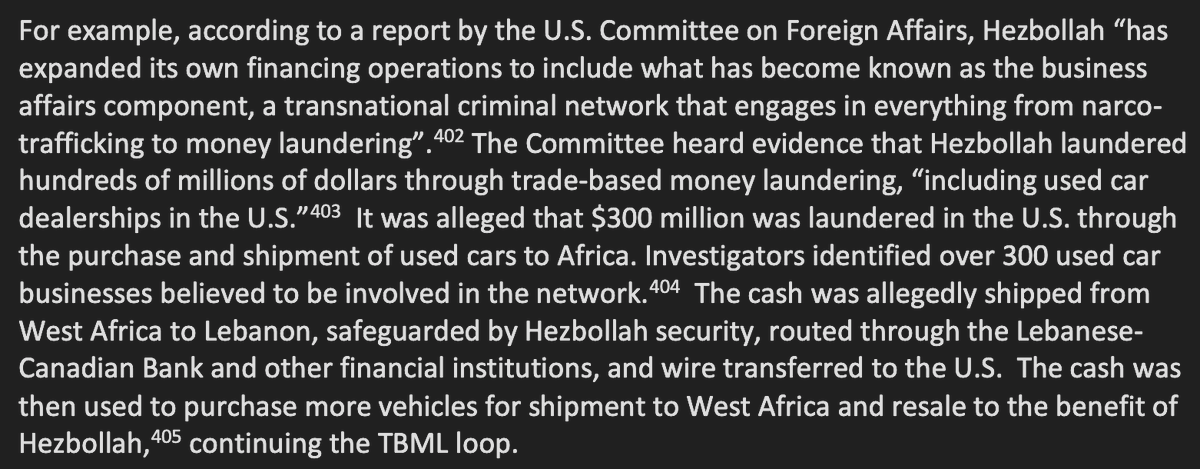 For example, according to a report by the U.S. Committee on Foreign Affairs, Hezbollah “has
expanded its own financing operations to include what has become known as the business
affairs component, a transnational criminal network that engages in everything from narco-
trafficking to money laundering”.402 The Committee heard evidence that Hezbollah laundered
hundreds of millions of dollars through trade-based money laundering, “including used car
dealerships in the U.S.”403 It was alleged that $300 million was laundered in the U.S. through
the purchase and shipment of used cars to Africa. Investigators identified over 300 used car
businesses believed to be involved in the network.404 The cash was allegedly shipped from
West Africa to Lebanon, safeguarded by Hezbollah security, routed through the Lebanese-
Canadian Bank and other financial institutions, and wire transferred to the U.S. The cash was
then used to purchase more vehicles for shipment to West Africa and resale to the benefit of
Hezbollah,405 continuing the TBML loop.